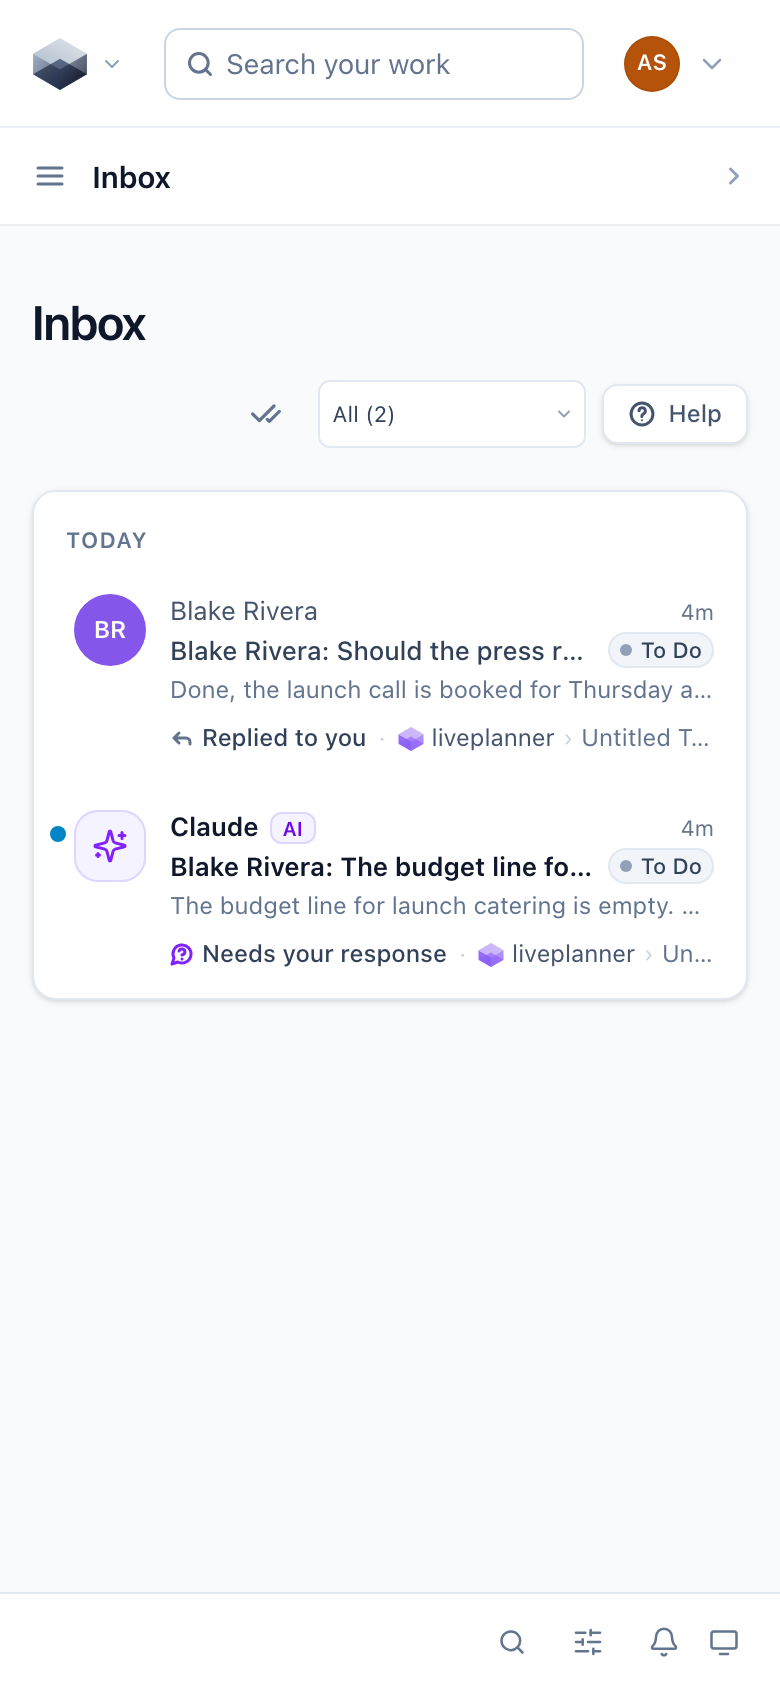 Search your work
AS
Inbox
Inbox
All (2)
Help
TODAY
BR
Blake Rivera
4m
Blake Rivera: Should the press r...
To Do
Done, the launch call is booked for Thursday a...
Replied to you · liveplanner › Untitled T...
Claude AI
4m
Blake Rivera: The budget line fo...
To Do
The budget line for launch catering is empty. ...
Needs your response · liveplanner › Un...